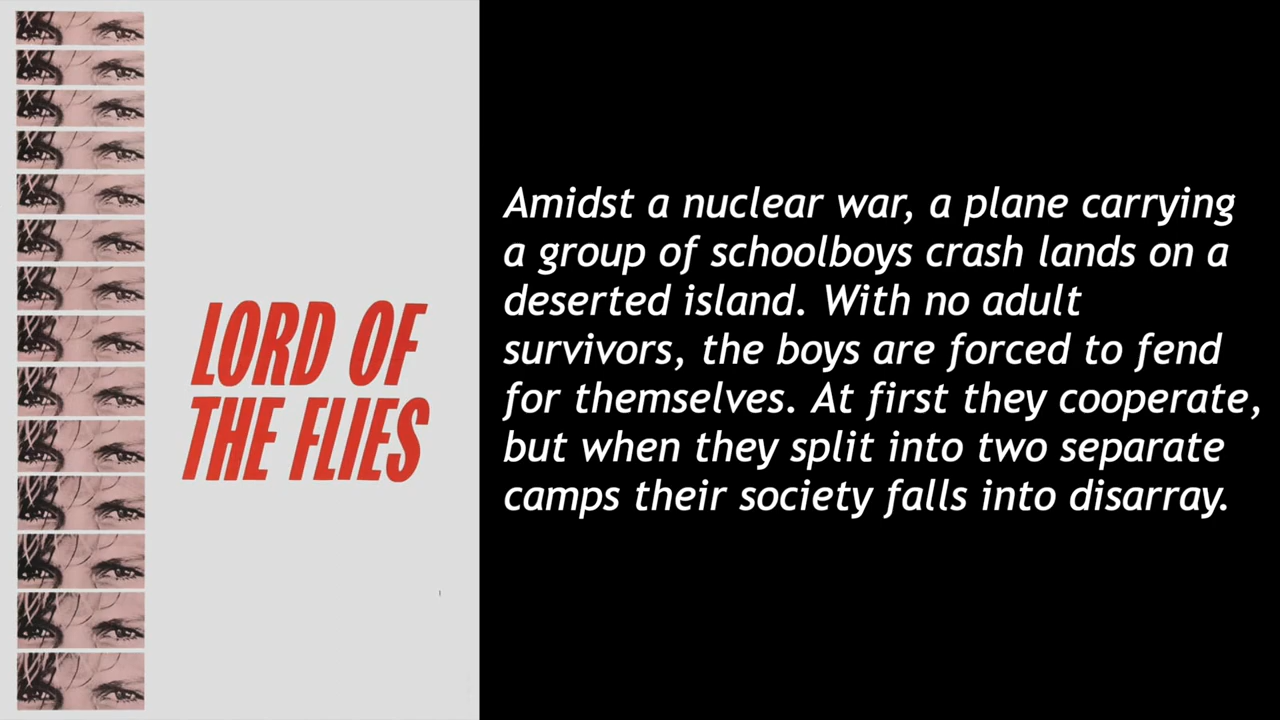 LORD OF
THE FLIES
Amidst a nuclear war, a plane carrying
a group of schoolboys crash lands on a
deserted island. With no adult
survivors, the boys are forced to fend
for themselves. At first they cooperate,
but when they split into two separate
camps their society falls into disarray.